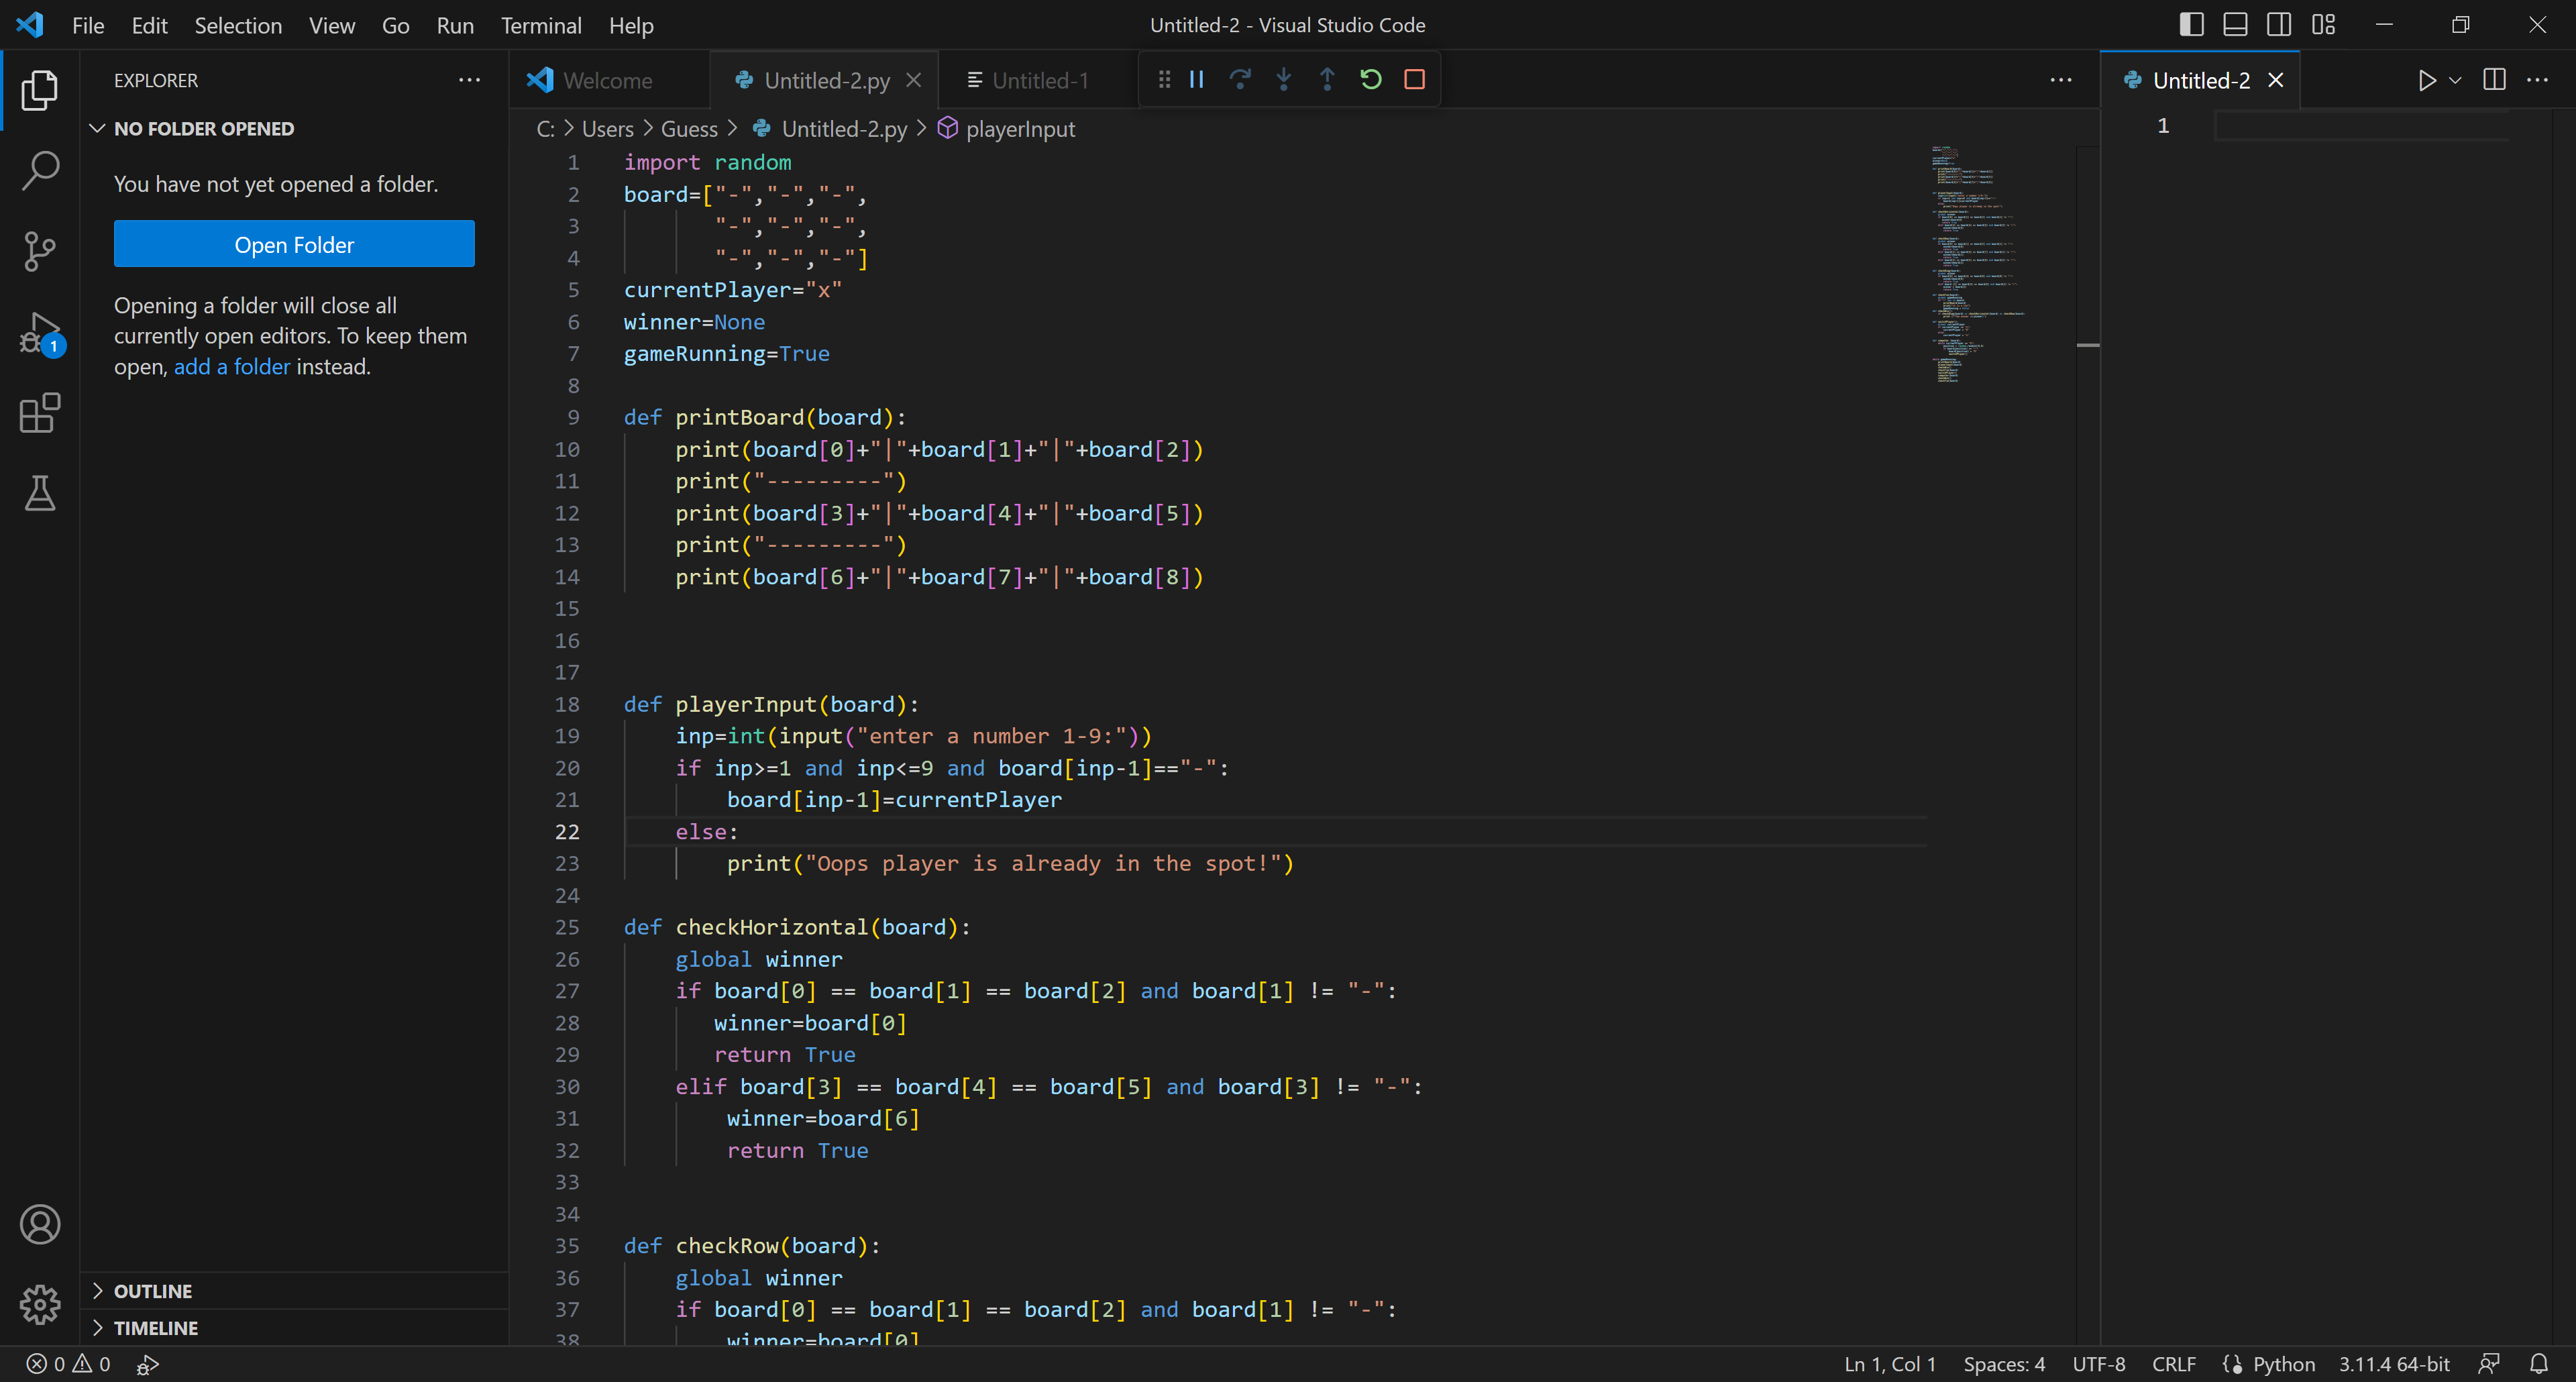 File Edit Selection View Go Run Terminal Help
Untitled-2 - Visual Studio Code
EXPLORER
NO FOLDER OPENED
You have not yet opened a folder.
Open Folder
Opening a folder will close all
currently open editors. To keep them
open, add a folder instead.
OUTLINE
TIMELINE
1
Welcome Untitled-2.py Untitled-1
C: > Users > Guess > Untitled-2.py > playerInput
1 import random
2 board=["-","-","-",
3 "-","-","-",
4 "-","-","-"]
5 currentPlayer="x"
6 winner=None
7 gameRunning=True
8
9 def printBoard(board):
10 print(board[0]+"|"+board[1]+"|"+board[2])
11 print("---------")
12 print(board[3]+"|"+board[4]+"|"+board[5])
13 print("---------")
14 print(board[6]+"|"+board[7]+"|"+board[8])
15
16
17
18 def playerInput(board):
19 inp=int(input("enter a number 1-9:"))
20 if inp>=1 and inp<=9 and board[inp-1]=="-":
21 board[inp-1]=currentPlayer
22 else:
23 print("Oops player is already in the spot!")
24
25 def checkHorizontal(board):
26 global winner
27 if board[0] == board[1] == board[2] and board[1] != "-":
28 winner=board[0]
29 return True
30 elif board[3] == board[4] == board[5] and board[3] != "-":
31 winner=board[6]
32 return True
33
34
35 def checkRow(board):
36 global winner
37 if board[0] == board[1] == board[2] and board[1] != "-":
38 winner=board[0]
Untitled-2
1
0 0
Ln 1, Col 1 Spaces: 4 UTF-8 CRLF Python 3.11.4 64-bit